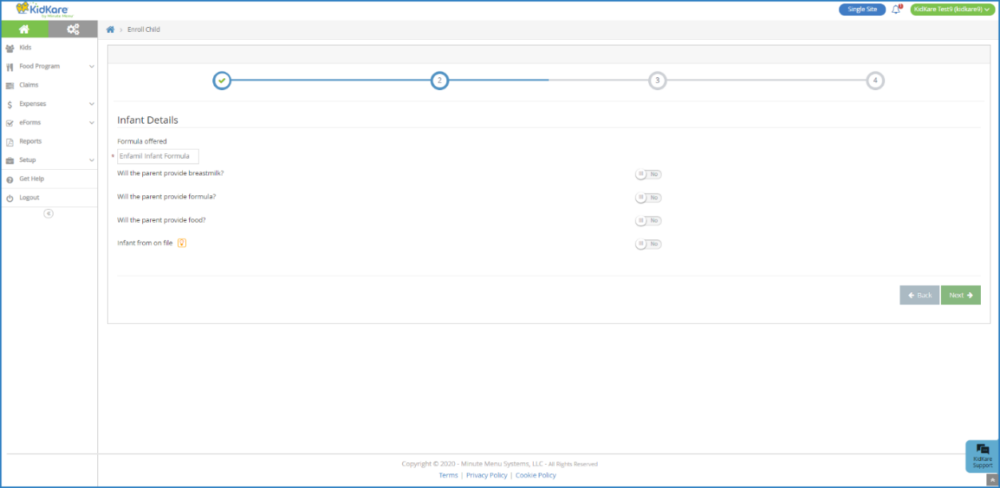 KidKare
by Minute Menu
Single Site
KidKare Test9 (kidkare9)
Enroll Child
Kids
Food Program
Claims
Expenses
eForms
Reports
Setup
Get Help
Logout
2
3
4
Infant Details
Formula offered
* Enfamil Infant Formula
Will the parent provide breastmilk? No
Will the parent provide formula? No
Will the parent provide food? No
Infant from on file No
Back Next
KidKare
Support
Copyright © 2020 - Minute Menu Systems, LLC - All Rights Reserved
Terms | Privacy Policy | Cookie Policy